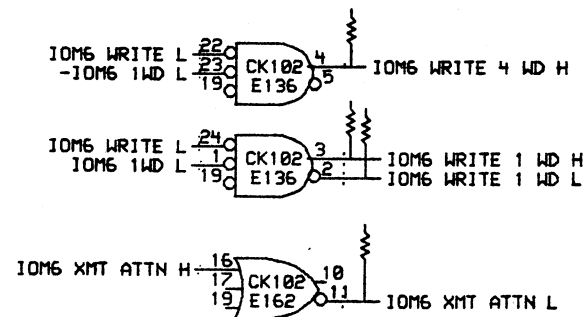 IOM6 WRITE L 22
-IOM6 1WD L 23
19
CK102
E136
4
5
IOM6 WRITE 4 WD H
IOM6 WRITE L 24
IOM6 1WD L 1
19
CK102
E136
3
2
IOM6 WRITE 1 WD H
IOM6 WRITE 1 WD L
IOM6 XMT ATTN H 16
17
19
CK102
E162
10
11
IOM6 XMT ATTN L